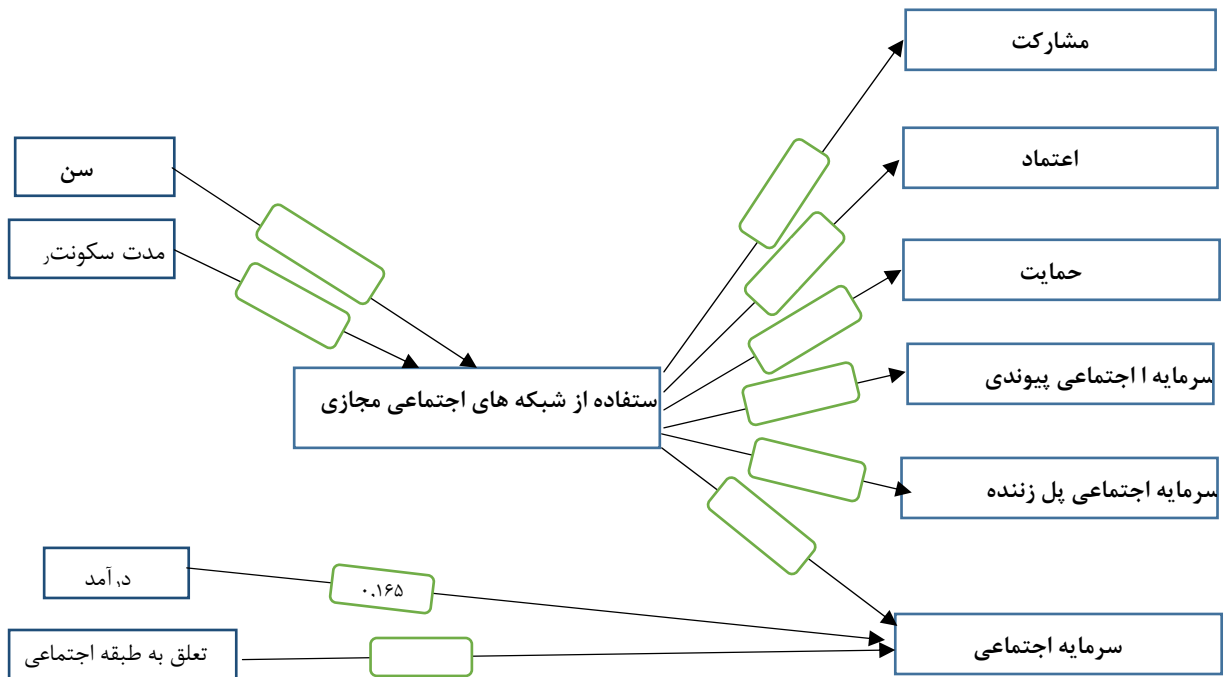 مشارکت
اعتماد
سن
مدت سکونت
حمایت
سرمایه ا اجتماعی پیوندی
ستفاده از شبکه های اجتماعی مجازی
سرمایه اجتماعی پل زننده
درآمد
۰.۱۶۵
سرمایه اجتماعی
تعلق به طبقه اجتماعی